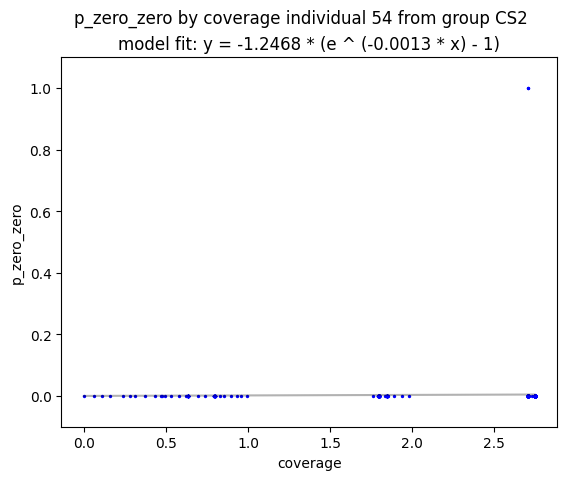 p_zero_zero by coverage individual 54 from group CS2
model fit: y = -1.2468 * (e ^ (-0.0013 * x) - 1)
1.0
0.8
0.6
0.4
0.2
0.0
p_zero_zero
0.0 0.5 1.0 1.5 2.0 2.5
coverage